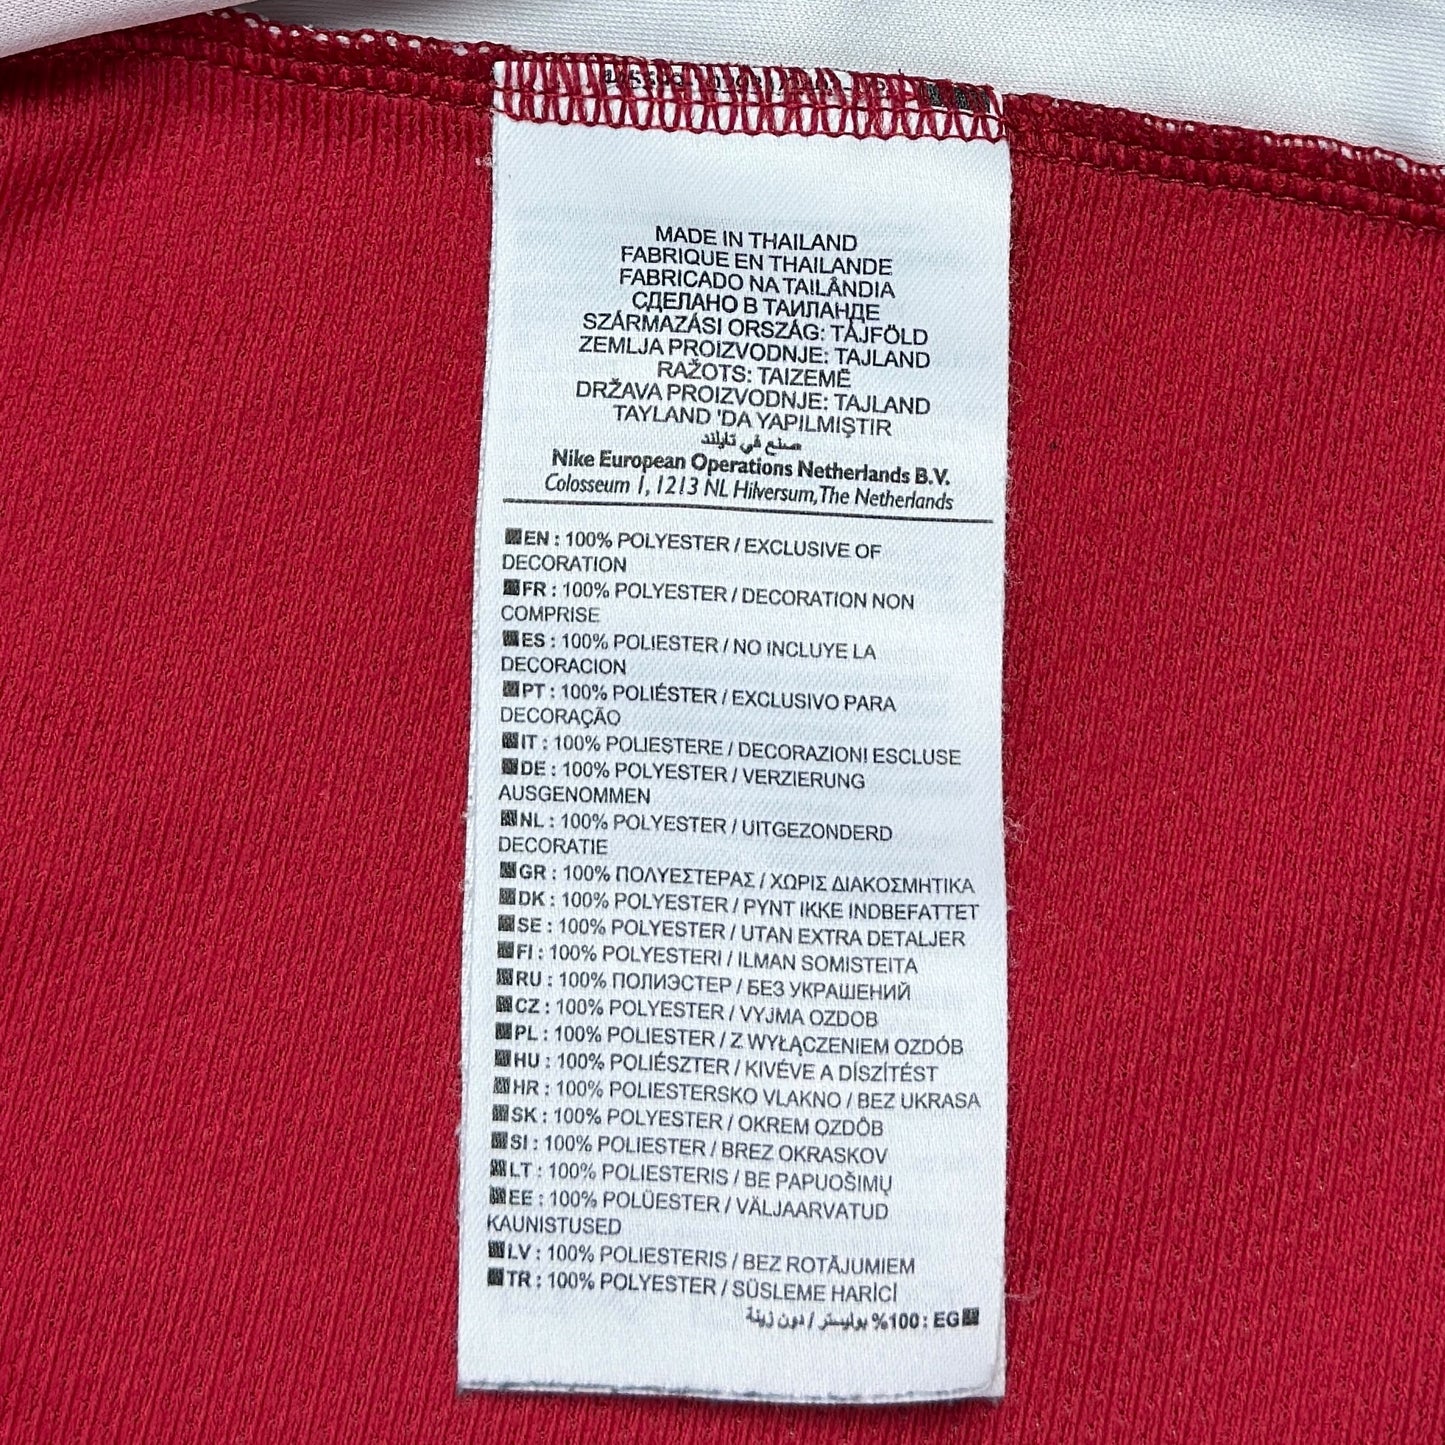 MADE IN THAILAND
FABRIQUE EN THAILANDE
FABRICADO NA TAILÂNDIA
СДЕЛАНО В ТАИЛАНДЕ
SZÁRMAZÁSI ORSZÁG: TÁJFÖLD
ZEMLJA PROIZVODNJE: TAJLAND
RAŽOTS: TAIZEMĒ
DRŽAVA PROIZVODNJE: TAJLAND
TAYLAND 'DA YAPILMIŞTIR
صنع في تايلند
Nike European Operations Netherlands B.V.
Colosseum 1, 1213 NL Hilversum, The Netherlands
EN : 100% POLYESTER / EXCLUSIVE OF
DECORATION
FR : 100% POLYESTER / DECORATION NON
COMPRISE
ES : 100% POLIESTER / NO INCLUYE LA
DECORACION
PT : 100% POLIÉSTER / EXCLUSIVO PARA
DECORAÇÃO
IT : 100% POLIESTERE / DECORAZIONI ESCLUSE
DE : 100% POLYESTER / VERZIERUNG
AUSGENOMMEN
NL : 100% POLYESTER / UITGEZONDERD
DECORATIE
GR : 100% ΠΟΛΥΕΣΤΕΡΑΣ / ΧΩΡΙΣ ΔΙΑΚΟΣΜΗΤΙΚΑ
DK : 100% POLYESTER / PYNT IKKE INDBEFATTET
SE : 100% POLYESTER / UTAN EXTRA DETALJER
FI : 100% POLYESTERI / ILMAN SOMISTEITA
RU : 100% ПОЛИЭСТЕР / БЕЗ УКРАШЕНИЙ
CZ : 100% POLYESTER / VYJMA OZDOB
PL : 100% POLIESTER / Z WYŁĄCZENIEM OZDÓB
HU : 100% POLIÉSZTER / KIVÉVE A DÍSZÍTÉST
HR : 100% POLIESTERSKO VLAKNO / BEZ UKRASA
SK : 100% POLYESTER / OKREM OZDÔB
SI : 100% POLIESTER / BREZ OKRASKOV
LT : 100% POLIESTERIS / BE PAPUOŠIMŲ
EE : 100% POLÜESTER / VÄLJAARVATUD
KAUNISTUSED
LV : 100% POLIESTERIS / BEZ ROTĀJUMIEM
TR : 100% POLYESTER / SÜSLEME HARİCİ
EG : 100% بوليستر / دون زينة